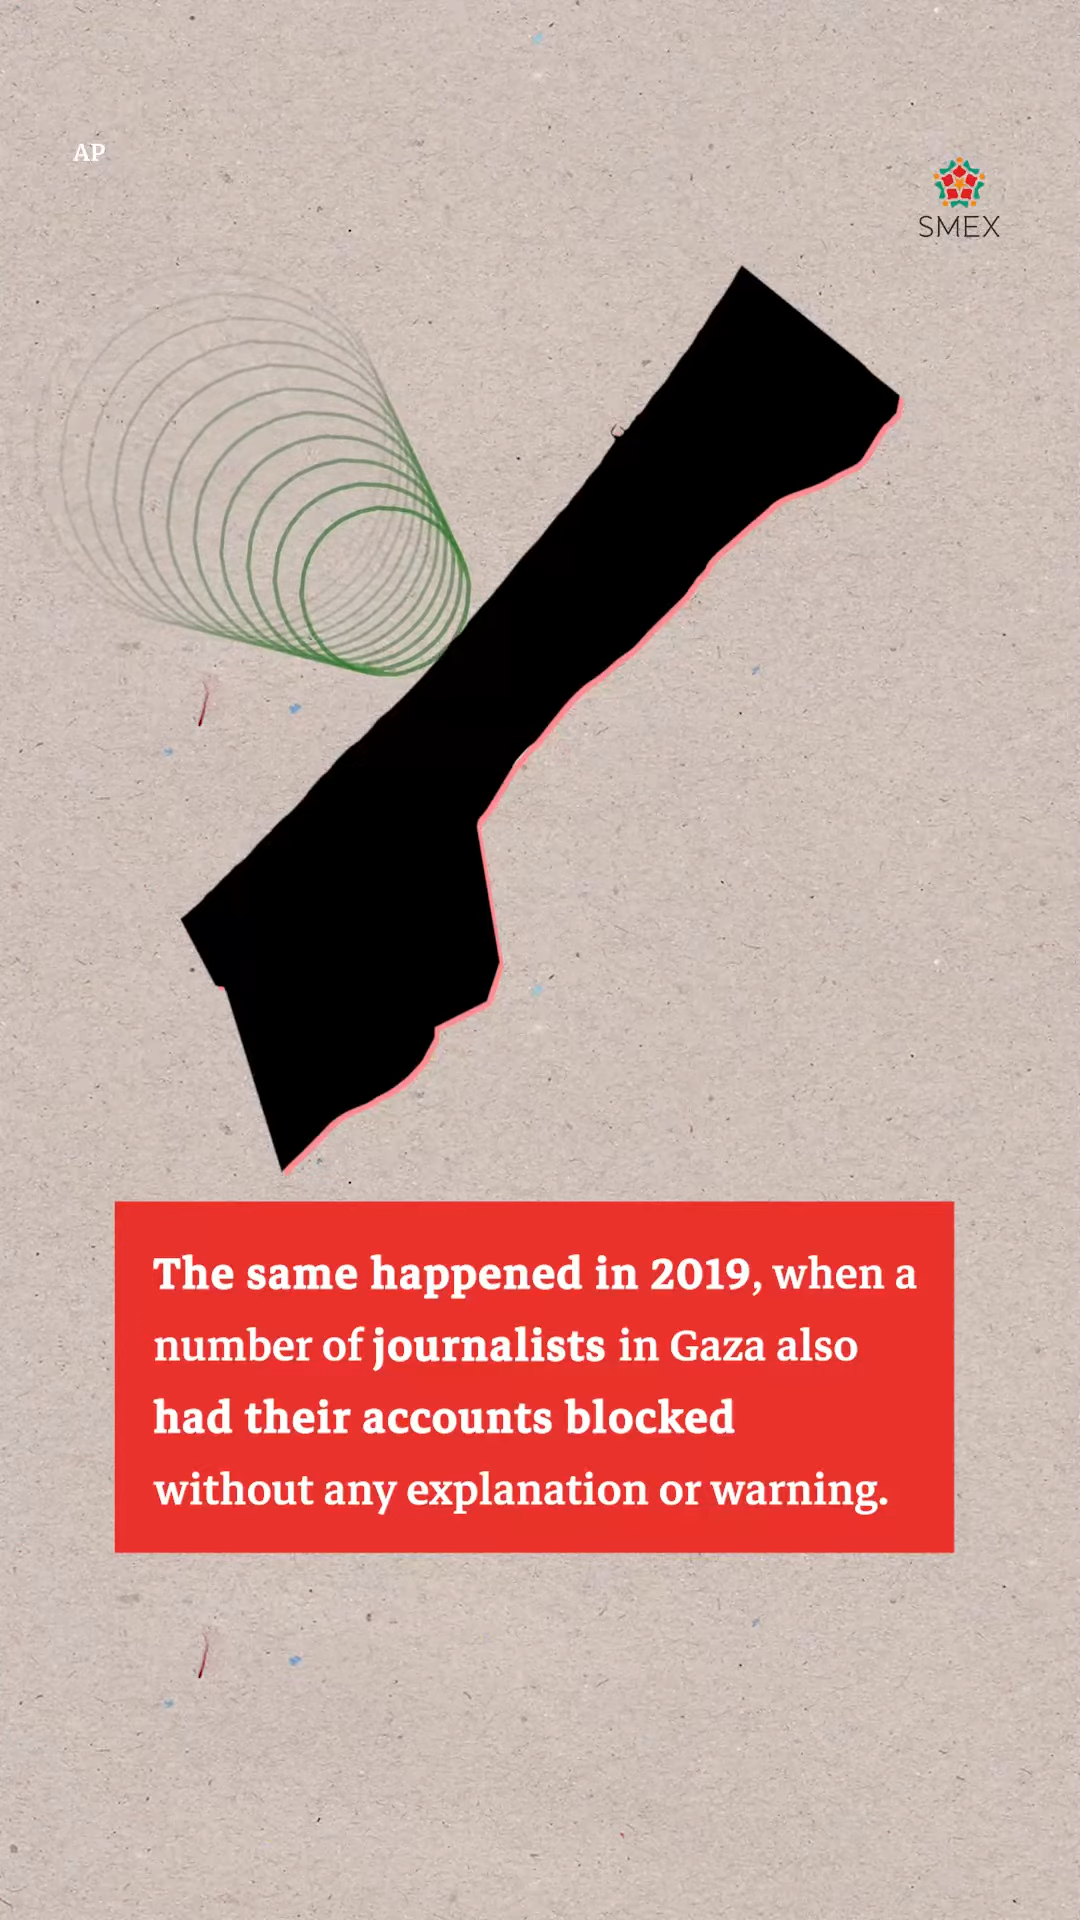 AP
SMEX
The same happened in 2019, when a
number of journalists in Gaza also
had their accounts blocked
without any explanation or warning.